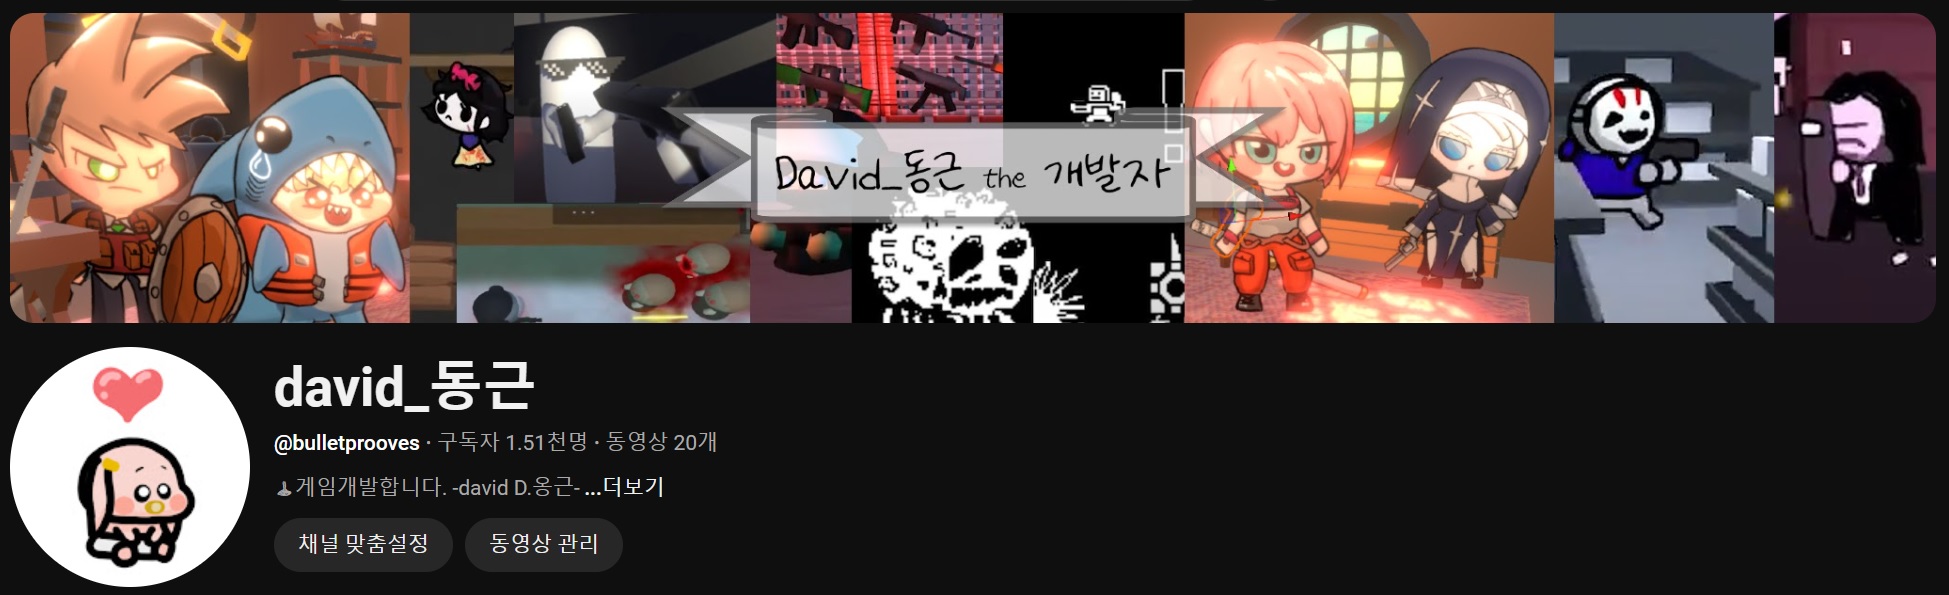 David_동근 the 개발자
david_동근
@bulletprooves · 구독자 1.51천명 · 동영상 20개
게임개발합니다. -david D.옹근- ...더보기
채널 맞춤설정
동영상 관리